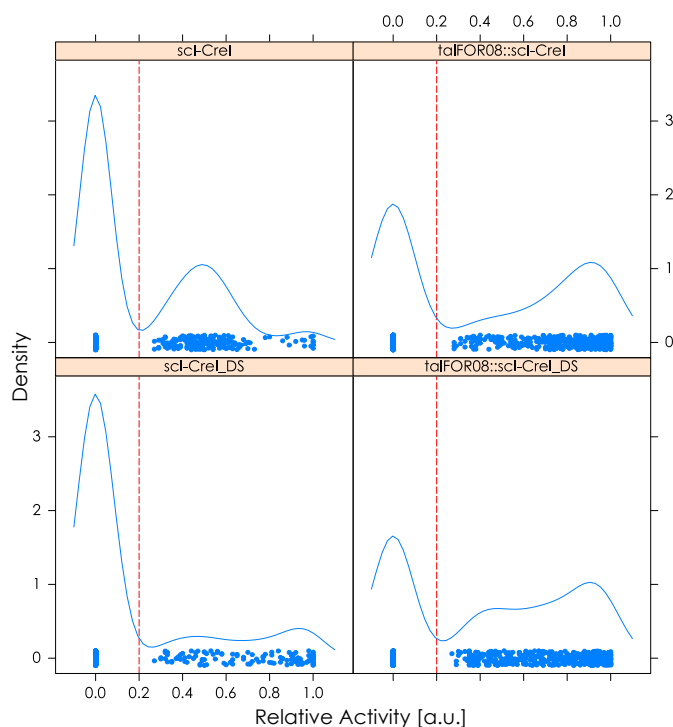 0.0 0.2 0.4 0.6 0.8 1.0
scI-CreI talFOR08::scI-CreI
3
2
1
0
scI-CreI_DS talFOR08::scI-CreI_DS
3
2
1
0
Density
0.0 0.2 0.4 0.6 0.8 1.0
Relative Activity [a.u.]